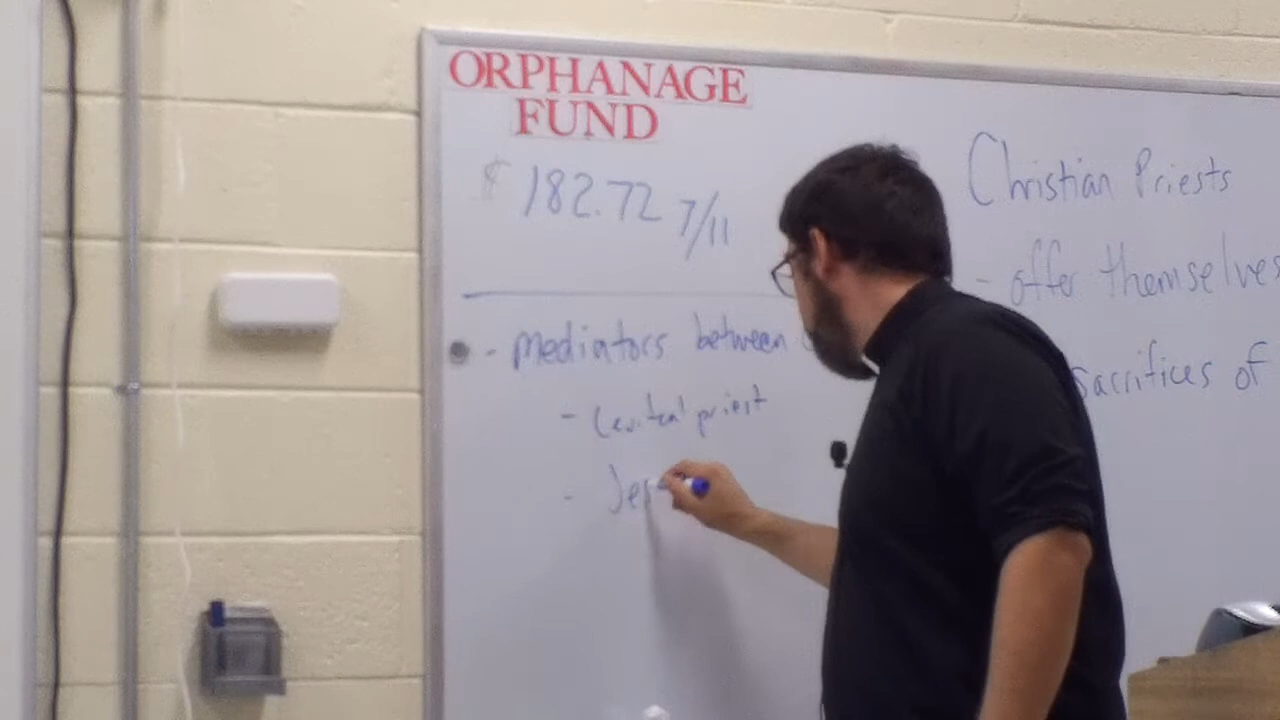 ORPHANAGE
FUND
$ 182.72 7/11
- mediators between
- Levitical priest
-
Christian Priests
- offer themselves
sacrifices of